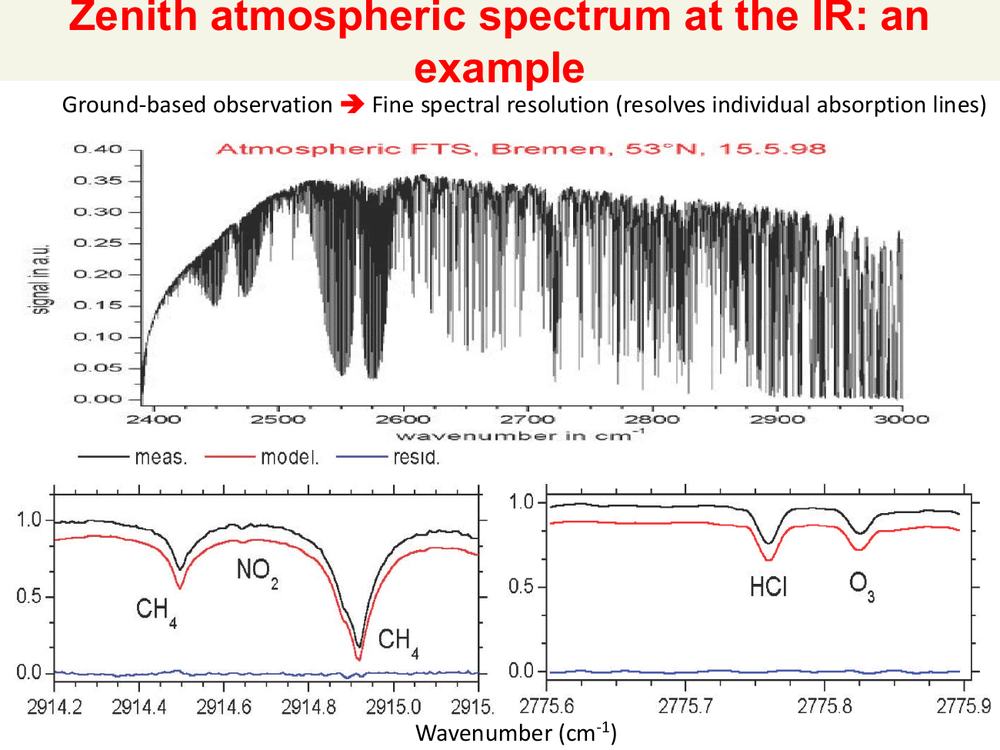 Zenith atmospheric spectrum at the IR: an
example
Ground-based observation ➔ Fine spectral resolution (resolves individual absorption lines)
Atmospheric FTS, Bremen, 53°N, 15.5.98
0.40
0.35
0.30
0.25
0.20
0.15
0.10
0.05
0.00
signal in a.u.
2400 2500 2600 2700 2800 2900 3000
wavenumber in cm⁻¹
meas. model. resid.
1.0
0.5
0.0
CH₄
NO₂
CH₄
2914.2 2914.4 2914.6 2914.8 2915.0 2915.
1.0
0.5
0.0
HCl
O₃
2775.6 2775.7 2775.8 2775.9
Wavenumber (cm⁻¹)